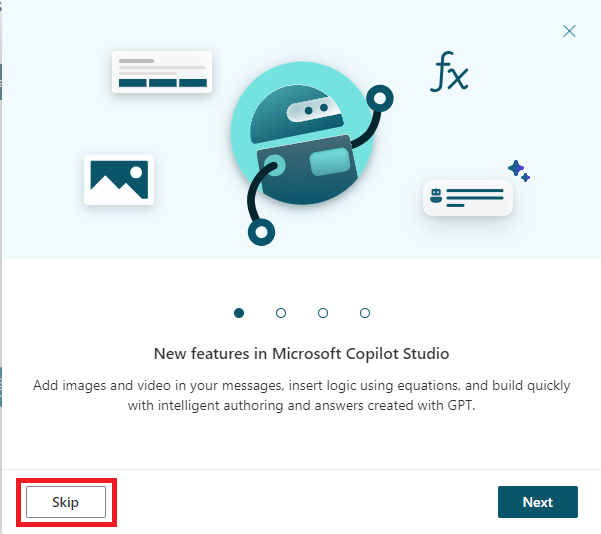 fx
New features in Microsoft Copilot Studio
Add images and video in your messages, insert logic using equations, and build quickly
with intelligent authoring and answers created with GPT.
Skip
Next